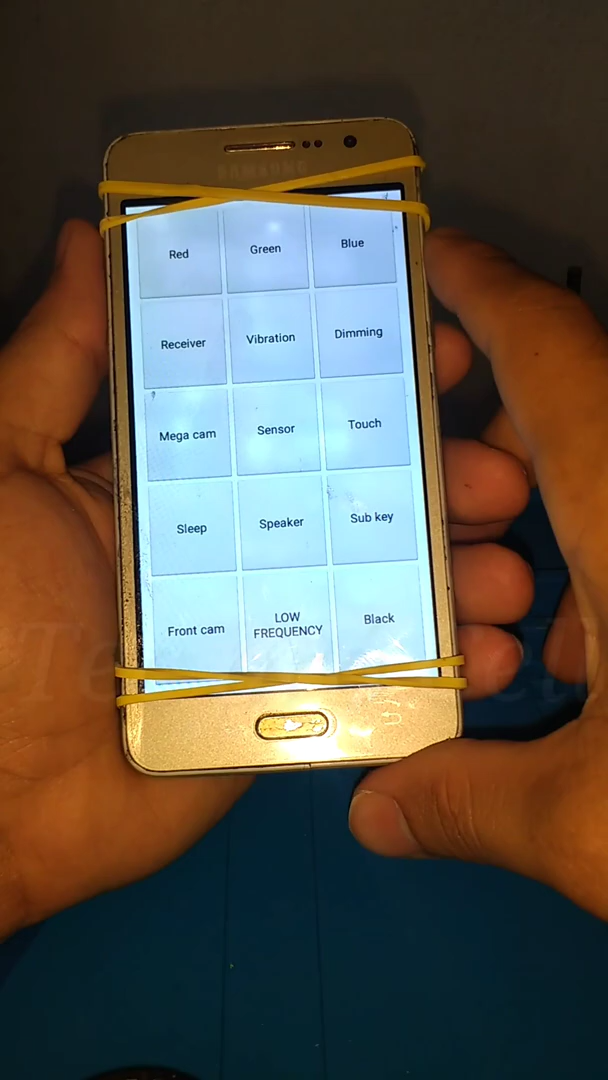 SAMSUNG
Red
Green
Blue
Receiver
Vibration
Dimming
Mega cam
Sensor
Touch
Sleep
Speaker
Sub key
Front cam
LOW
FREQUENCY
Black